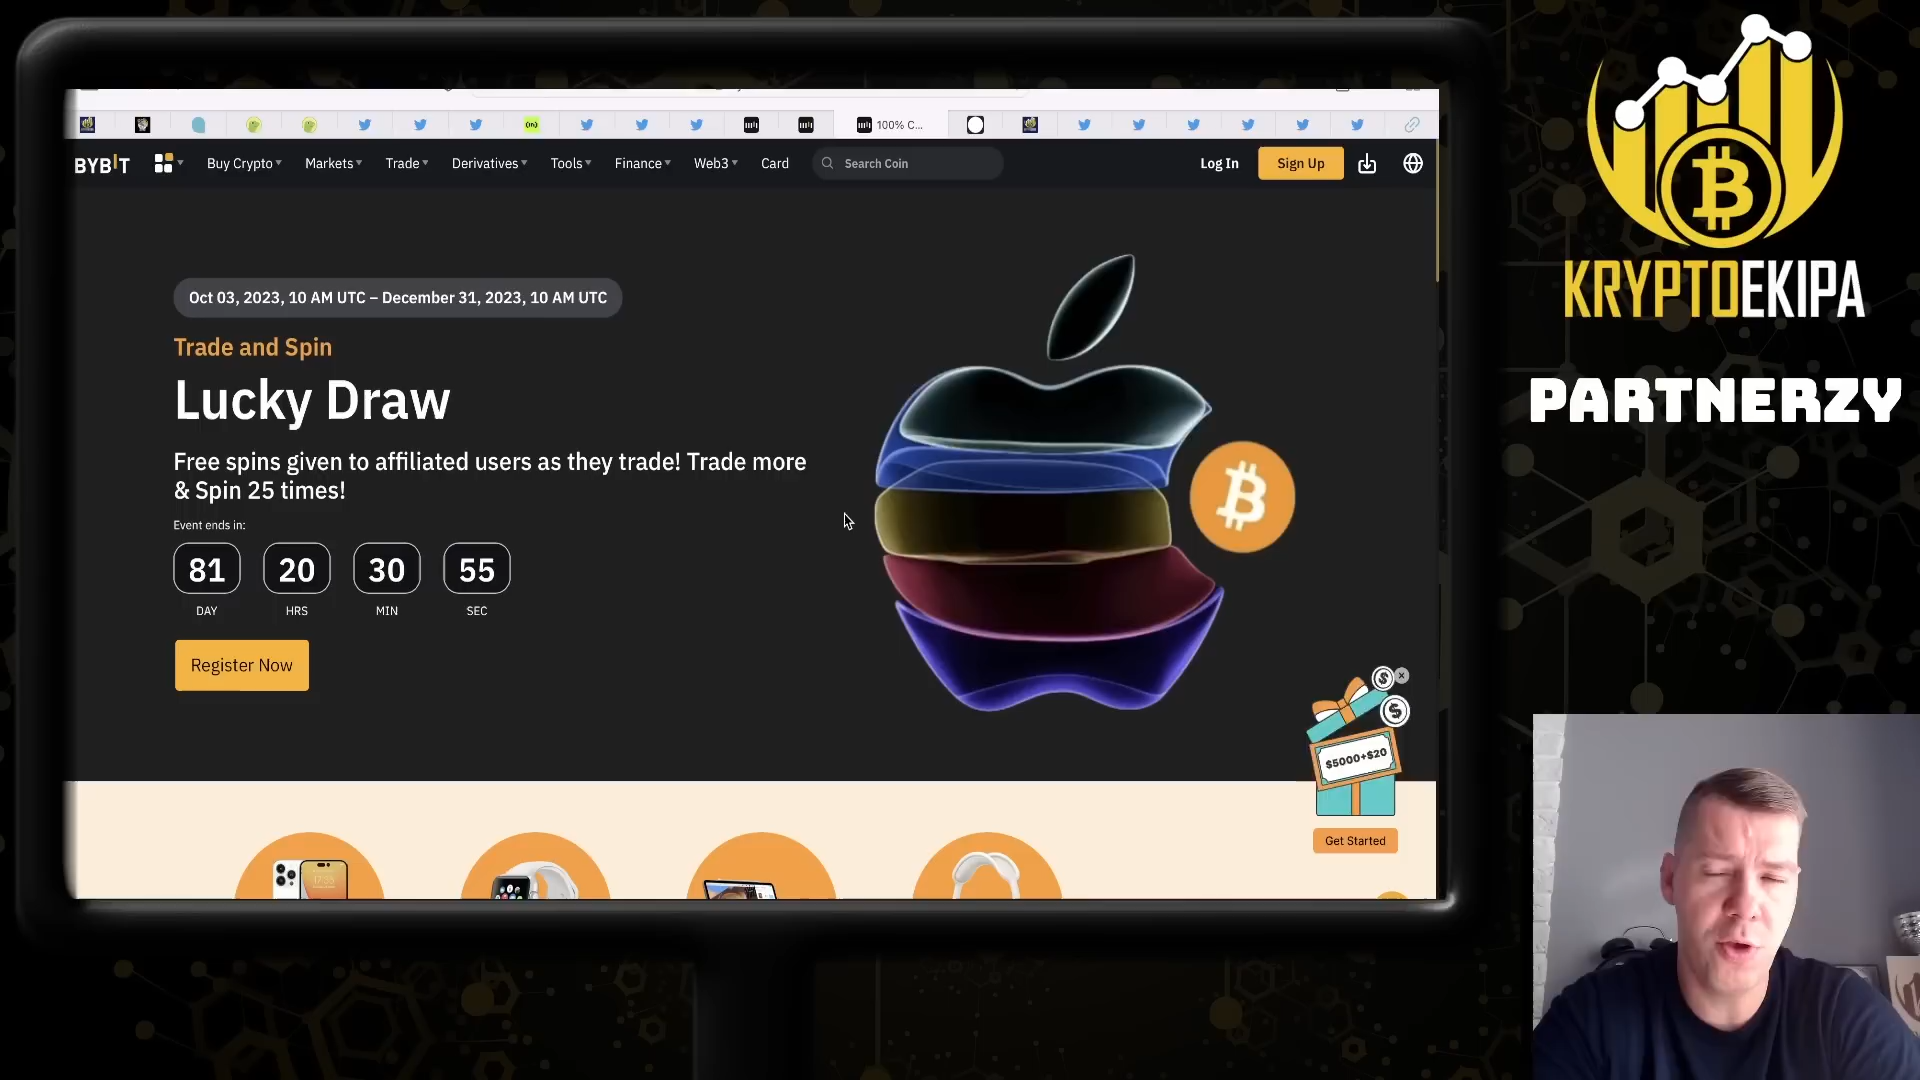 100% C...
BYBIT
Buy Crypto
Markets
Trade
Derivatives
Tools
Finance
Web3
Card
Search Coin
Log In
Sign Up
Oct 03, 2023, 10 AM UTC – December 31, 2023, 10 AM UTC
Trade and Spin
Lucky Draw
Free spins given to affiliated users as they trade! Trade more
& Spin 25 times!
Event ends in:
81 20 30 55
DAY HRS MIN SEC
Register Now
$5000+$20
Get Started
KRYPTOEKIPA
PARTNERZY